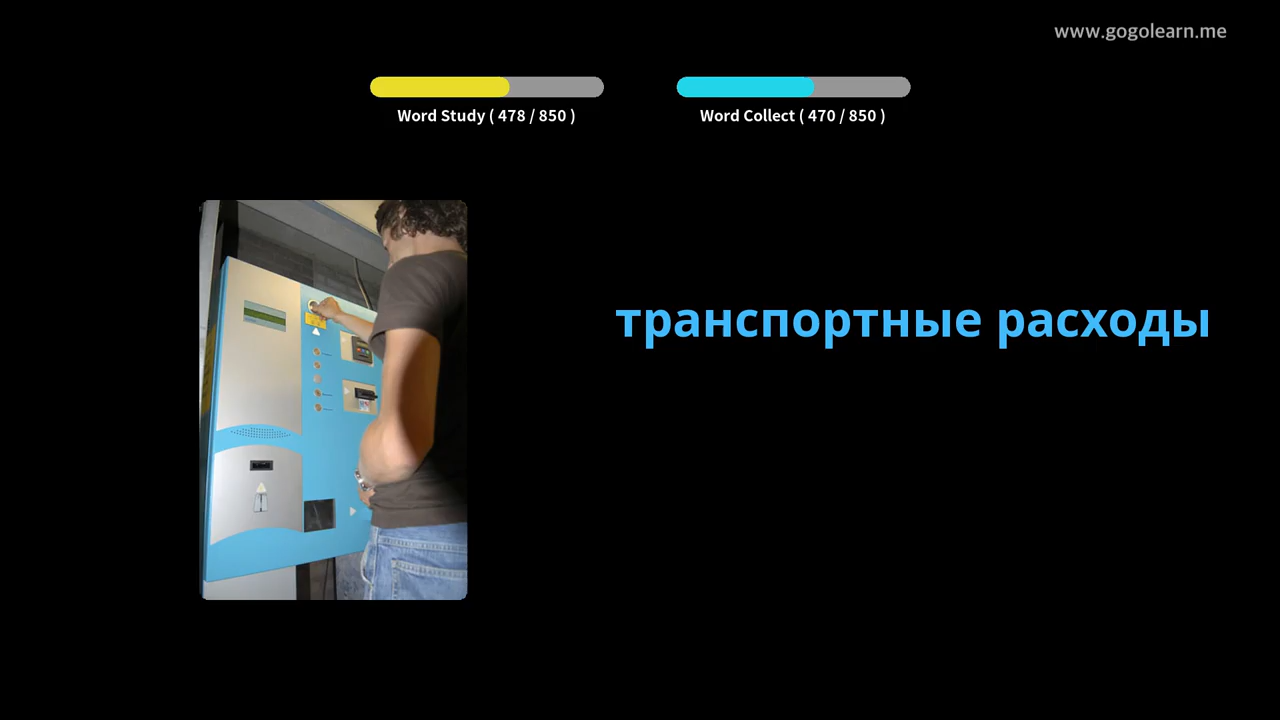 www.gogolearn.me
Word Study ( 478 / 850 )
Word Collect ( 470 / 850 )
транспортные расходы